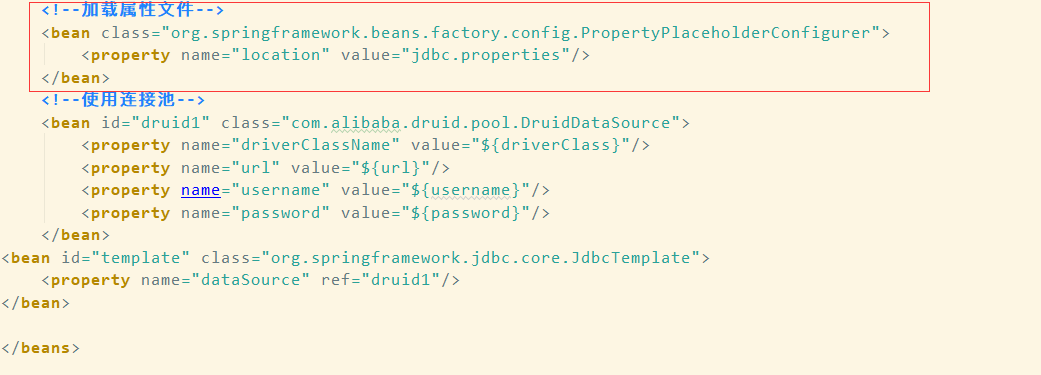 <!--加载属性文件-->
<bean class="org.springframework.beans.factory.config.PropertyPlaceholderConfigurer">
<property name="location" value="jdbc.properties"/>
</bean>
<!--使用连接池-->
<bean id="druid1" class="com.alibaba.druid.pool.DruidDataSource">
<property name="driverClassName" value="${driverClass}"/>
<property name="url" value="${url}"/>
<property name="username" value="${username}"/>
<property name="password" value="${password}"/>
</bean>
<bean id="template" class="org.springframework.jdbc.core.JdbcTemplate">
<property name="dataSource" ref="druid1"/>
</bean>
</beans>